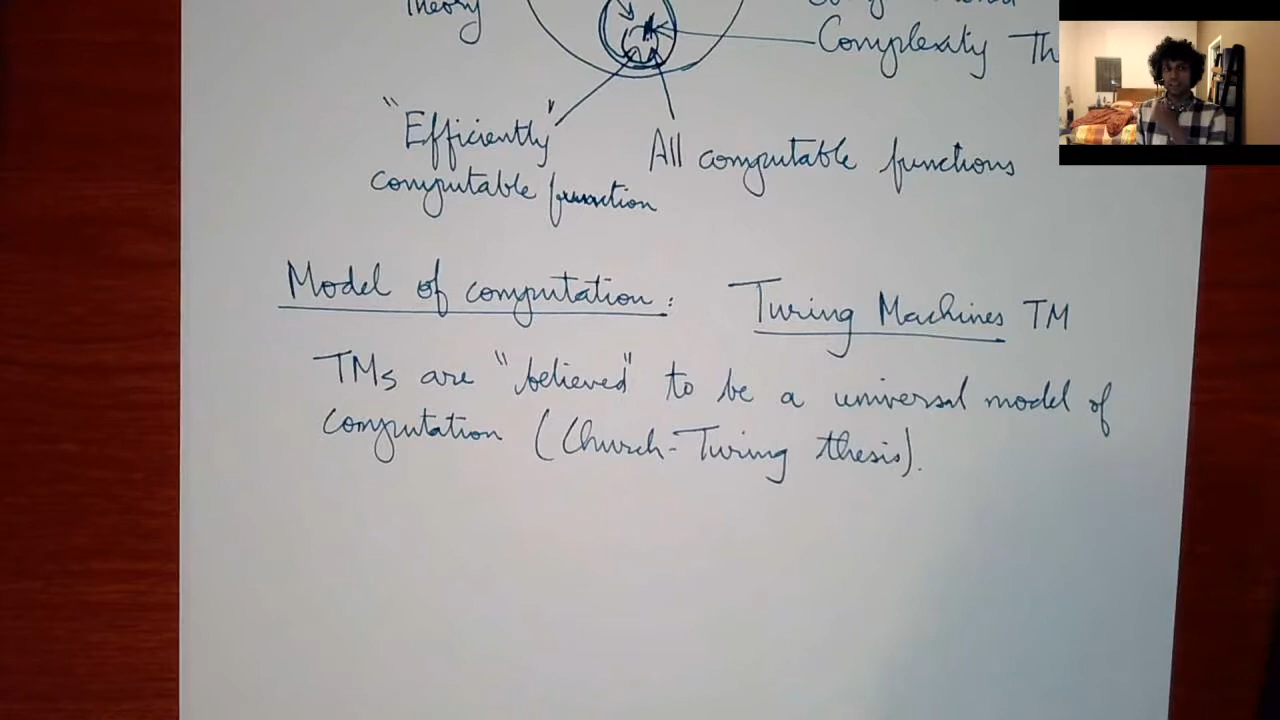 Theory
Complexity Th
"Efficiently"
computable function
All computable functions
Model of computation: Turing Machines TM
TMs are "believed" to be a universal model of
computation (Church-Turing thesis).